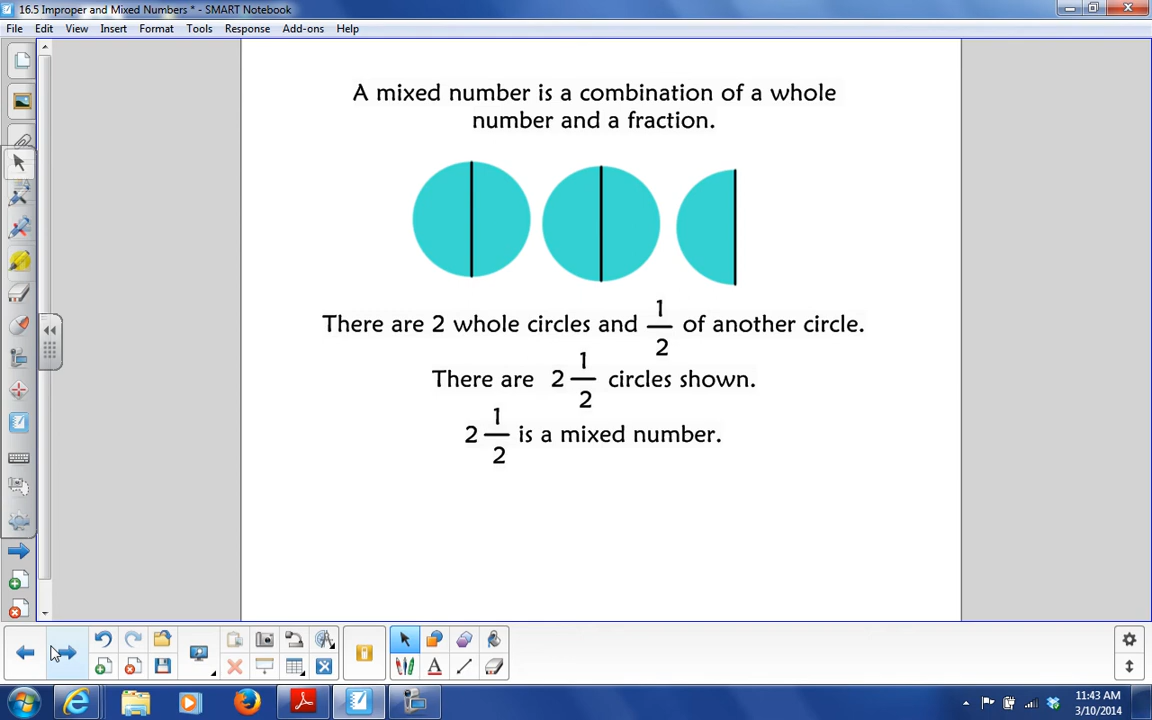 16.5 Improper and Mixed Numbers * - SMART Notebook
File Edit View Insert Format Tools Response Add-ons Help
A mixed number is a combination of a whole
number and a fraction.
There are 2 whole circles and 1/2 of another circle.
There are 2 1/2 circles shown.
2 1/2 is a mixed number.
11:43 AM
3/10/2014